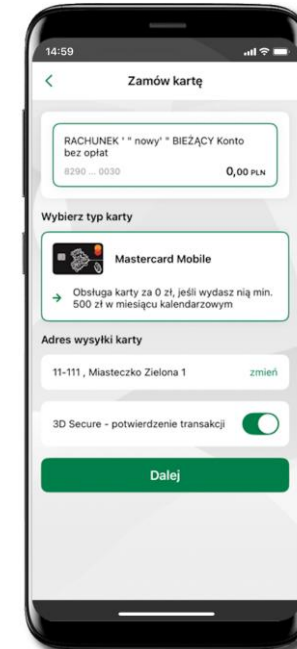 14:59
Zamów kartę
RACHUNEK ' " nowy' " BIEŻĄCY Konto
bez opłat
8290 ... 0030 0,00 PLN
Wybierz typ karty
Mastercard Mobile
Obsługa karty za 0 zł, jeśli wydasz nią min.
500 zł w miesiącu kalendarzowym
Adres wysyłki karty
11-111 , Miasteczko Zielona 1 zmień
3D Secure - potwierdzenie transakcji
Dalej